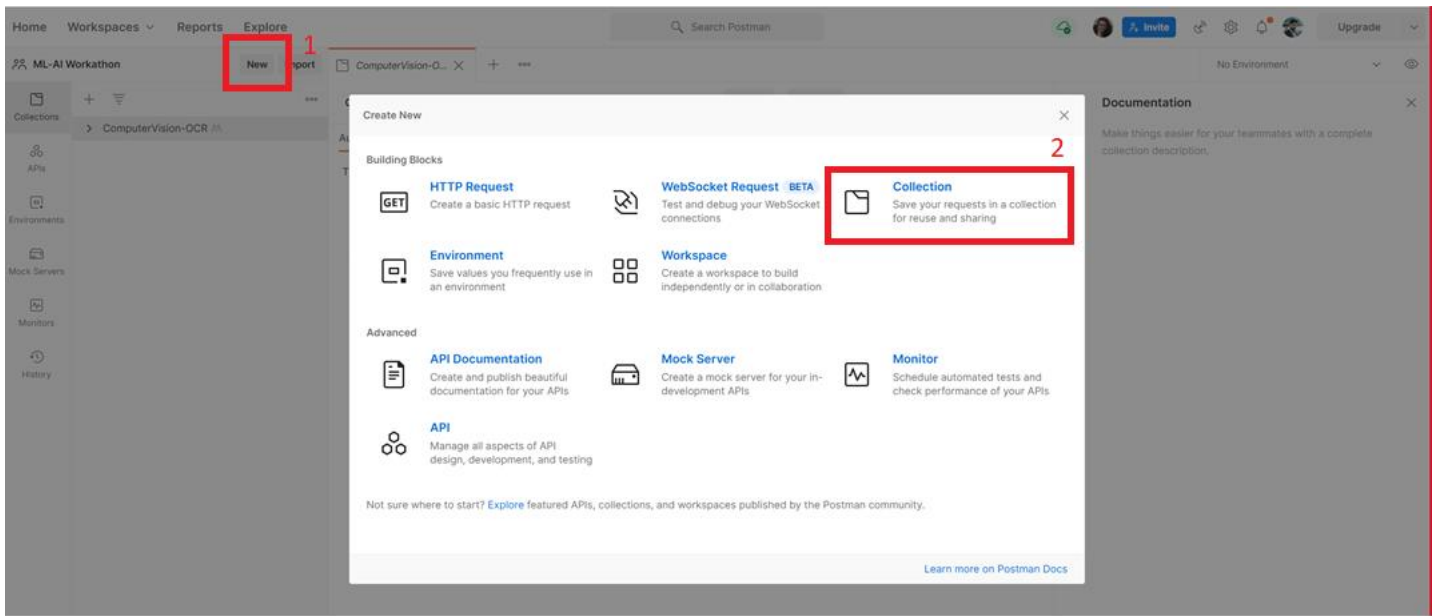 Home Workspaces Reports Explore Search Postman Invite Upgrade
1
ML-AI Workathon New Import ComputerVision-O... No Environment
Collections
ComputerVision-OCR
APIs
Environments
Mock Servers
Monitors
History
Create New
2
Building Blocks
HTTP Request
Create a basic HTTP request
GET
WebSocket Request BETA
Test and debug your WebSocket
connections
Collection
Save your requests in a collection
for reuse and sharing
Environment
Save values you frequently use in
an environment
Workspace
Create a workspace to build
independently or in collaboration
Advanced
API Documentation
Create and publish beautiful
documentation for your APIs
Mock Server
Create a mock server for your in-
development APIs
Monitor
Schedule automated tests and
check performance of your APIs
API
Manage all aspects of API
design, development, and testing
Not sure where to start? Explore featured APIs, collections, and workspaces published by the Postman community.
Learn more on Postman Docs
Documentation
Make things easier for your teammates with a complete
collection description.